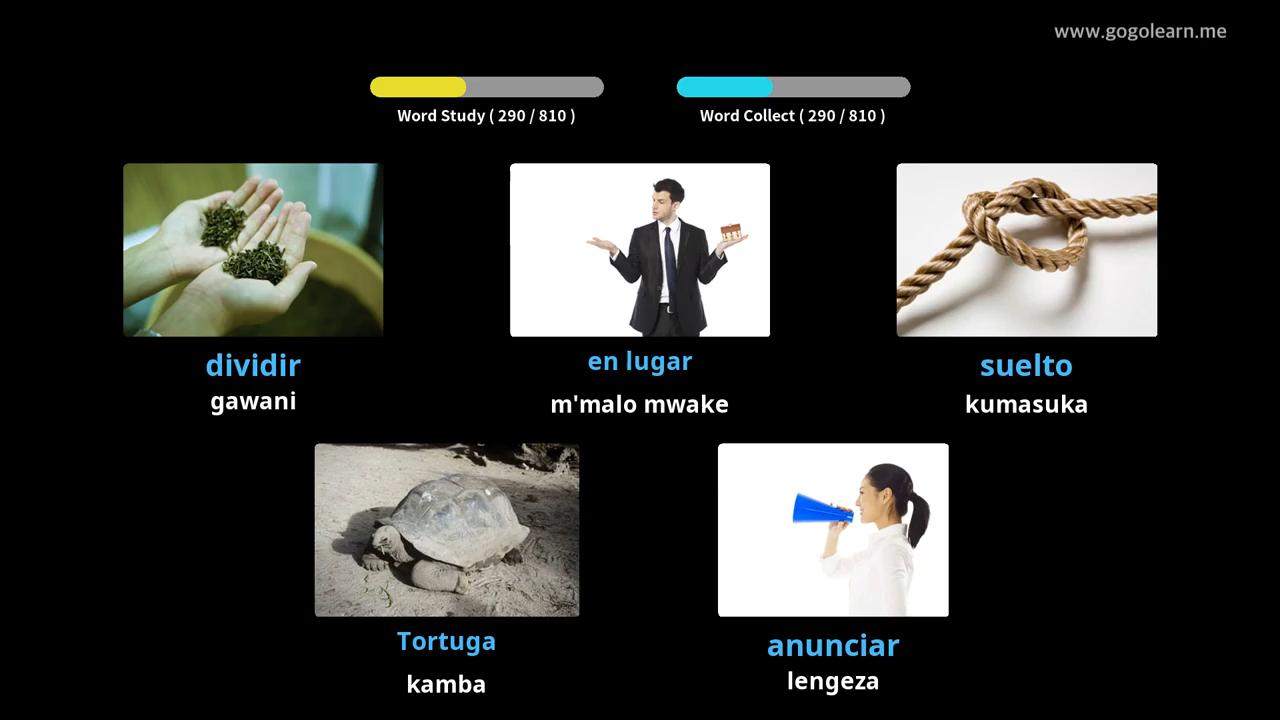 www.gogolearn.me
Word Study ( 290 / 810 )
Word Collect ( 290 / 810 )
dividir
gawani
en lugar
m'malo mwake
suelto
kumasuka
Tortuga
kamba
anunciar
lengeza